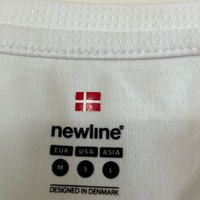 newline®
EUR USA ASIA
M S L
DESIGNED IN DENMARK